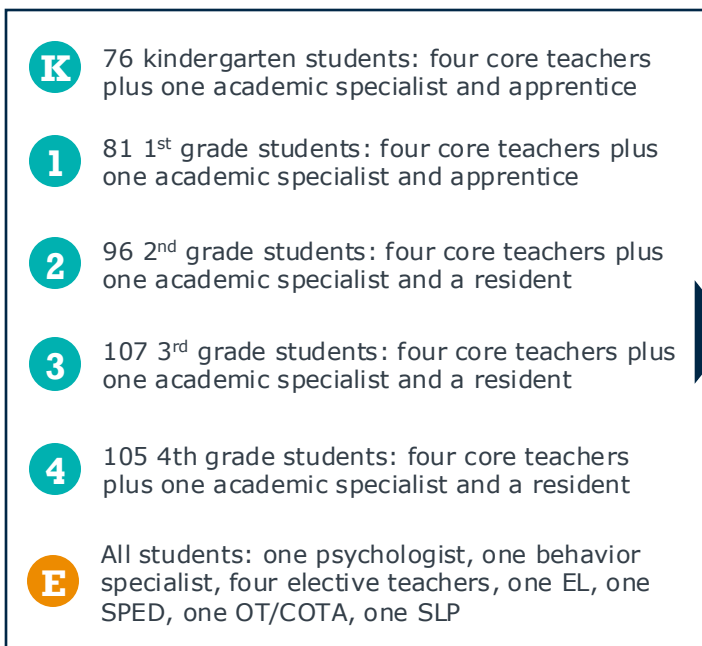 K
76 kindergarten students: four core teachers
plus one academic specialist and apprentice
1
81 1st grade students: four core teachers plus
one academic specialist and apprentice
2
96 2nd grade students: four core teachers plus
one academic specialist and a resident
3
107 3rd grade students: four core teachers plus
one academic specialist and a resident
4
105 4th grade students: four core teachers
plus one academic specialist and a resident
E
All students: one psychologist, one behavior
specialist, four elective teachers, one EL, one
SPED, one OT/COTA, one SLP